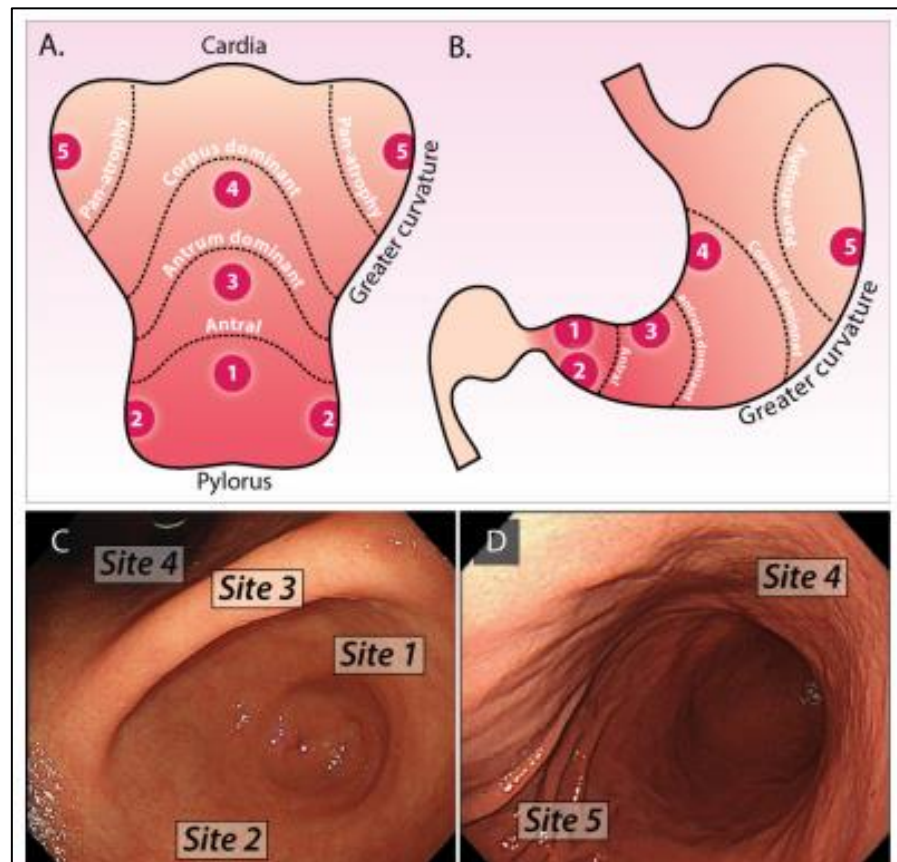 A.
Cardia
5
5
Pan-atrophy
Pan-atrophy
Corpus dominant
4
Antrum dominant
3
Antral
1
2
2
Greater curvature
Pylorus
B.
Pan-atrophy
5
4
Corpus dominant
1
3
2
Antral
antrum dominant
Greater curvature
C
Site 4
Site 3
Site 1
Site 2
D
Site 4
Site 5